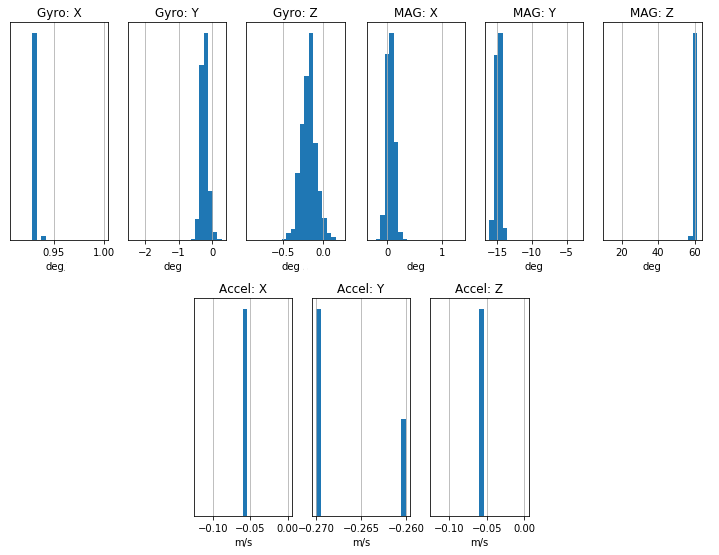 Gyro: X Gyro: Y Gyro: Z MAG: X MAG: Y MAG: Z
0.95 1.00 −2 −1 0 −0.5 0.0 0 1 −15 −10 −5 20 40 60
deg deg deg deg deg deg
Accel: X Accel: Y Accel: Z
−0.10 −0.05 0.00 −0.270 −0.265 −0.260 −0.10 −0.05 0.00
m/s m/s m/s